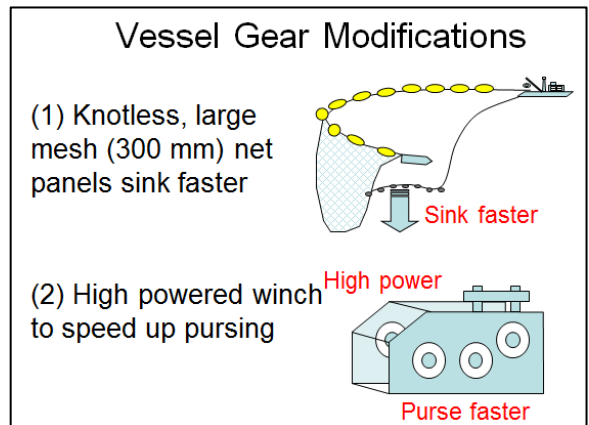 Vessel Gear Modifications
(1) Knotless, large
mesh (300 mm) net
panels sink faster
Sink faster
(2) High powered winch
to speed up pursing
High power
Purse faster